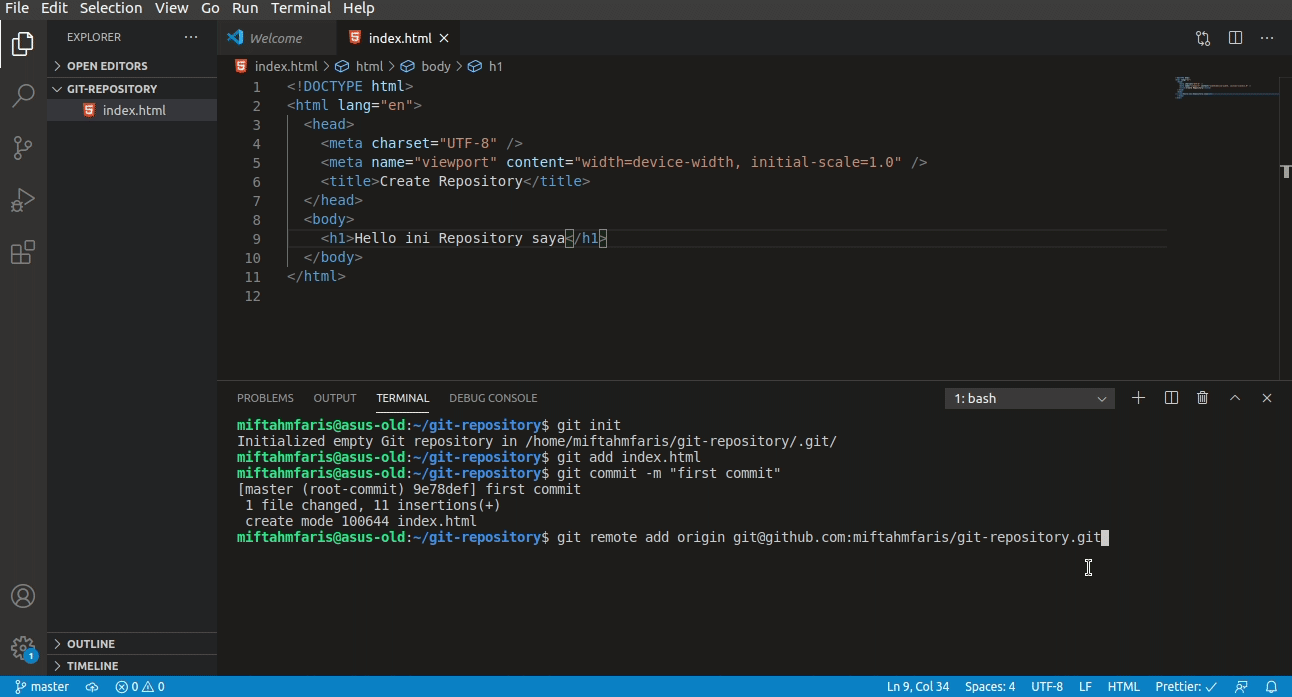 File Edit Selection View Go Run Terminal Help
EXPLORER ···
OPEN EDITORS
GIT-REPOSITORY
index.html
OUTLINE
TIMELINE
Welcome index.html
index.html > html > body > h1
1 <!DOCTYPE html>
2 <html lang="en">
3 <head>
4 <meta charset="UTF-8" />
5 <meta name="viewport" content="width=device-width, initial-scale=1.0" />
6 <title>Create Repository</title>
7 </head>
8 <body>
9 <h1>Hello ini Repository saya</h1>
10 </body>
11 </html>
12
PROBLEMS OUTPUT TERMINAL DEBUG CONSOLE 1: bash
miftahmfaris@asus-old:~/git-repository$ git init
Initialized empty Git repository in /home/miftahmfaris/git-repository/.git/
miftahmfaris@asus-old:~/git-repository$ git add index.html
miftahmfaris@asus-old:~/git-repository$ git commit -m "first commit"
[master (root-commit) 9e78def] first commit
1 file changed, 11 insertions(+)
create mode 100644 index.html
miftahmfaris@asus-old:~/git-repository$ git remote add origin git@github.com:miftahmfaris/git-repository.git
1
master 0 0 Ln 9, Col 34 Spaces: 4 UTF-8 LF HTML Prettier: ✓